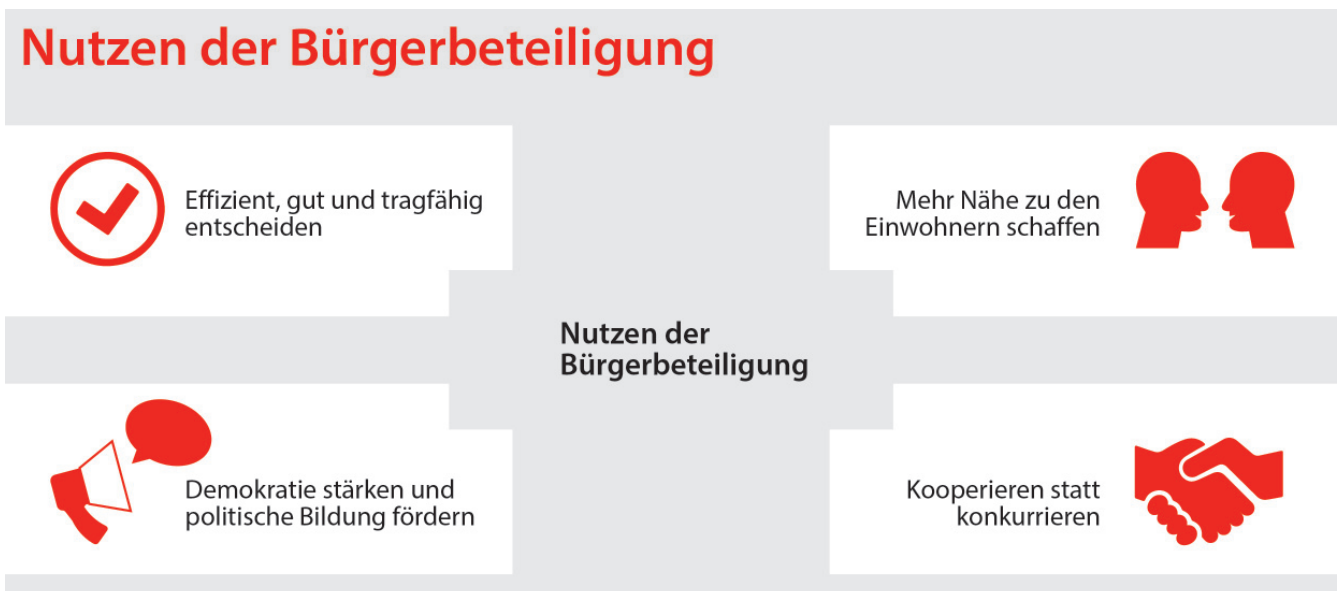 Nutzen der Bürgerbeteiligung
Effizient, gut und tragfähig
entscheiden
Mehr Nähe zu den
Einwohnern schaffen
Nutzen der
Bürgerbeteiligung
Demokratie stärken und
politische Bildung fördern
Kooperieren statt
konkurrieren